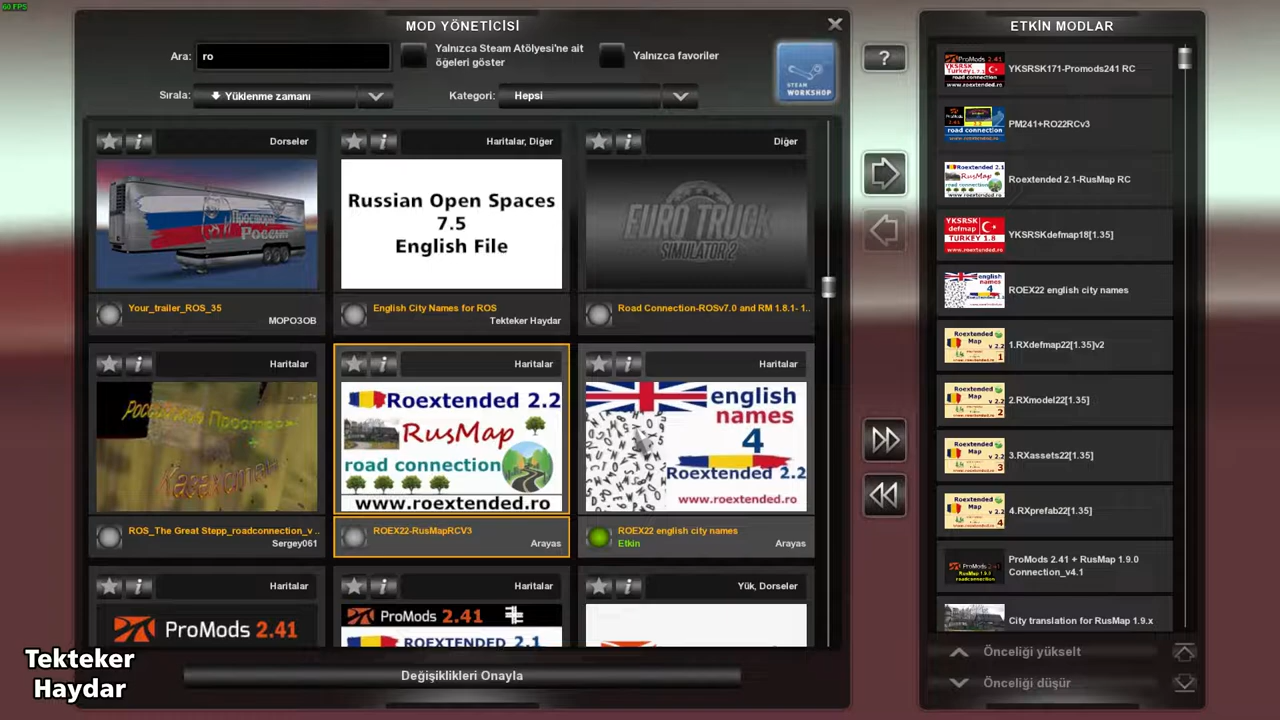 60 FPS
MOD YÖNETİCİSİ
Ara:
ro
Yalnızca Steam Atölyesi'ne ait
öğeleri göster
Yalnızca favoriler
STEAM
WORKSHOP
Sırala:
Yüklenme zamanı
Kategori:
Hepsi
Dorseler
Your_trailer_ROS_35
MOPO3OB
Haritalar, Diğer
Russian Open Spaces
7.5
English File
English City Names for ROS
Tekteker Haydar
Diğer
EURO TRUCK
SIMULATOR 2
Road Connection-ROSv7.0 and RM 1.8.1- 1..
Haritalar
ROS_The Great Stepp_roadconnection_v ..
Sergey061
Haritalar
Roextended 2.2
RusMap
road connection
www.roextended.ro
ROEX22-RusMapRCV3
Arayas
Haritalar
english
names
4
Roextended 2.2
www.roextended.ro
ROEX22 english city names
Etkin
Arayas
Haritalar
ProMods 2.41
Haritalar
ProMods 2.41
ROEXTENDED 2.1
Yük, Dorseler
Değişiklikleri Onayla
?
ETKİN MODLAR
YKSRSK171-Promods241 RC
PM241+RO22RCv3
Roextended 2.1-RusMap RC
YKSRSKdefmap18[1.35]
ROEX22 english city names
1.RXdefmap22[1.35]v2
2.RXmodel22[1.35]
3.RXassets22[1.35]
4.RXprefab22[1.35]
ProMods 2.41 + RusMap 1.9.0
Connection_v4.1
City translation for RusMap 1.9.x
Önceliği yükselt
Önceliği düşür
Tekteker
Haydar